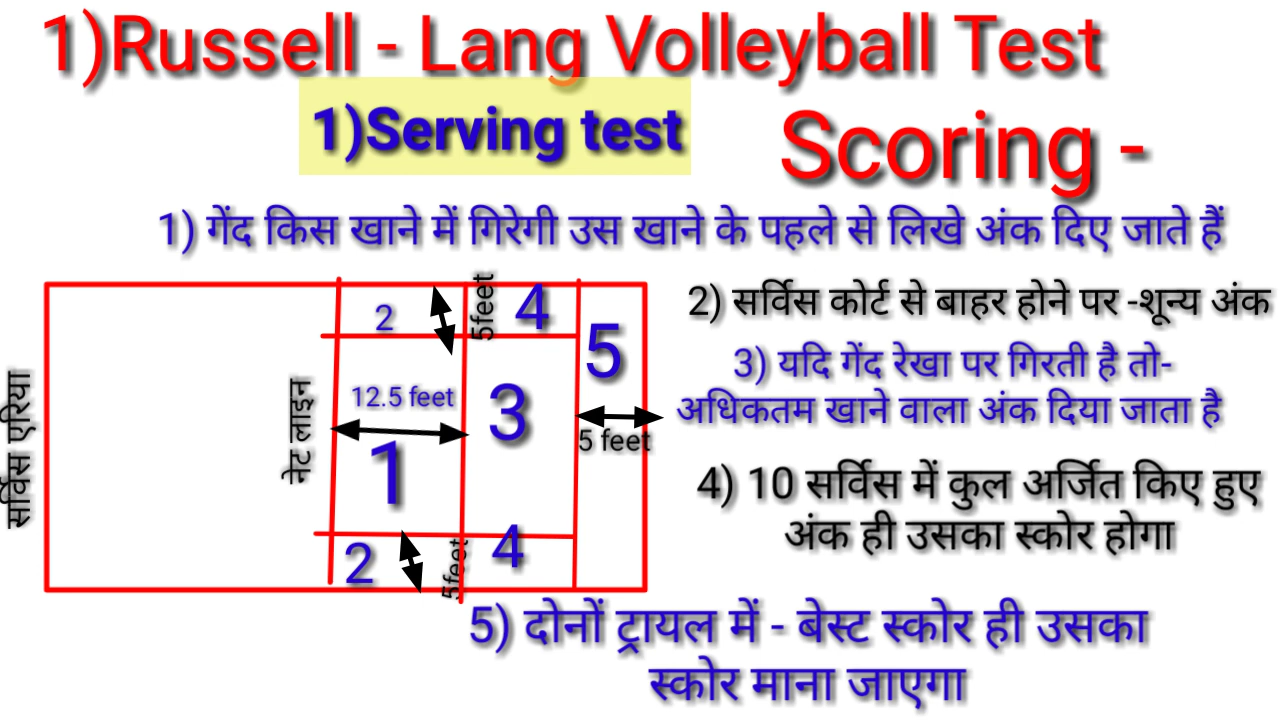 1)Russell - Lang Volleyball Test
1)Serving test
Scoring -
1) गेंद किस खाने में गिरेगी उस खाने के पहले से लिखे अंक दिए जाते हैं
2) सर्विस कोर्ट से बाहर होने पर -शून्य अंक
3) यदि गेंद रेखा पर गिरती है तो-
अधिकतम खाने वाला अंक दिया जाता है
4) 10 सर्विस में कुल अर्जित किए हुए
अंक ही उसका स्कोर होगा
5) दोनों ट्रायल में - बेस्ट स्कोर ही उसका
स्कोर माना जाएगा
सर्विस एरिया
नेट लाइन
2
5feet
4
5
12.5 feet
3
5 feet
1
2
5feet
4